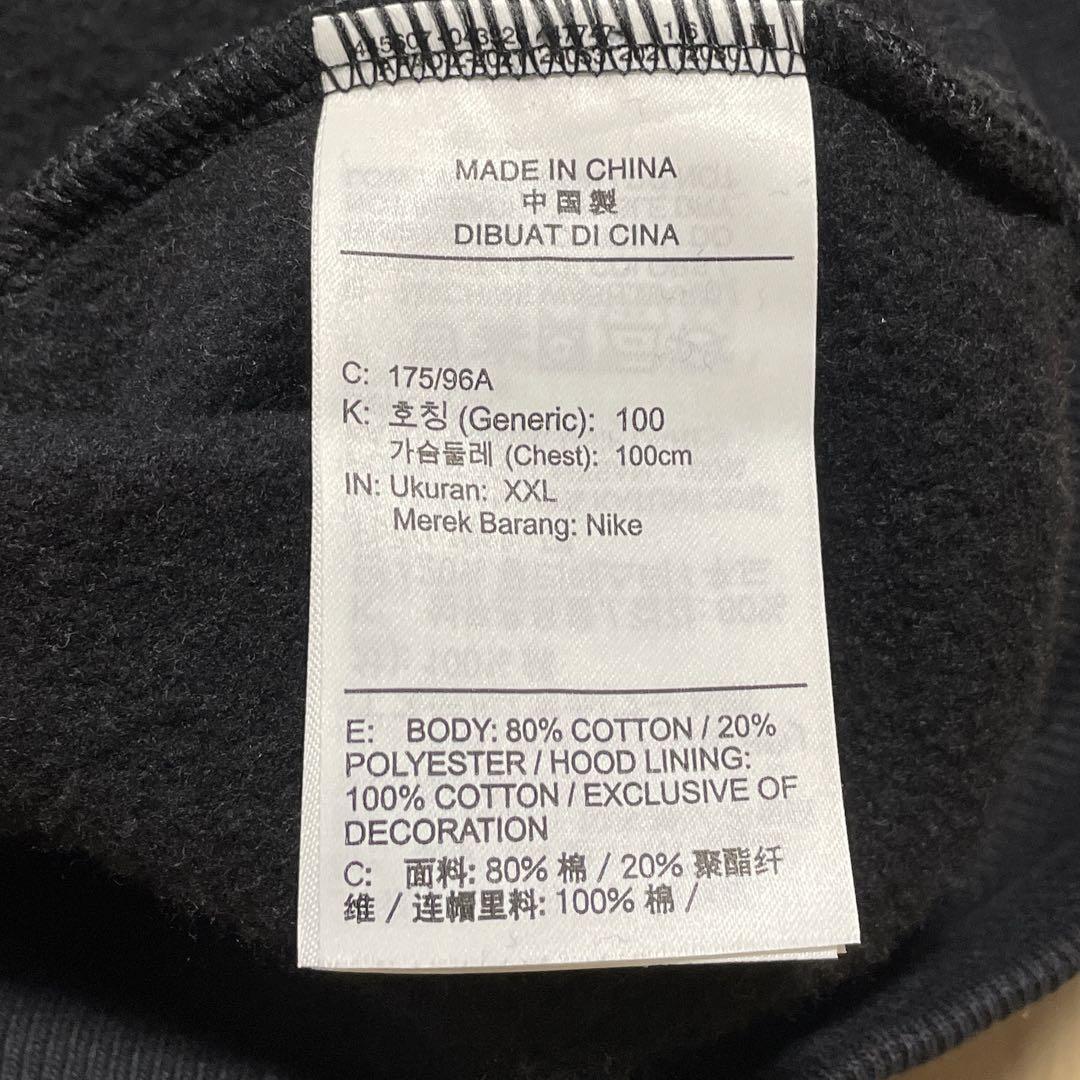 MADE IN CHINA
中国製
DIBUAT DI CINA
C: 175/96A
K: 호칭 (Generic): 100
가슴둘레 (Chest): 100cm
IN: Ukuran: XXL
Merek Barang: Nike
E: BODY: 80% COTTON / 20%
POLYESTER / HOOD LINING:
100% COTTON / EXCLUSIVE OF
DECORATION
C: 面料: 80% 棉 / 20% 聚酯纤
维 / 连帽里料: 100% 棉 /